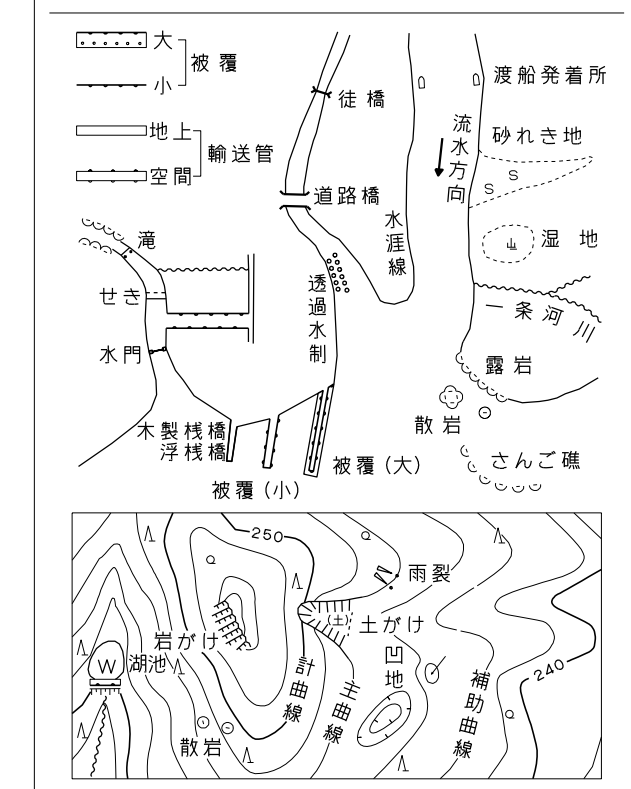 大
小
被覆
地上
空間
輸送管
徒橋
道路橋
渡船発着所
流水方向
砂れき地
S S
湿地
水涯線
滝
せき
水門
透過水制
一条河川
露岩
散岩
さんご礁
木製桟橋
浮桟橋
被覆(小)
被覆(大)
250
雨裂
(土)
土がけ
岩がけ
W
湖池
計曲線
主曲線
凹地
補助曲線
240
散岩